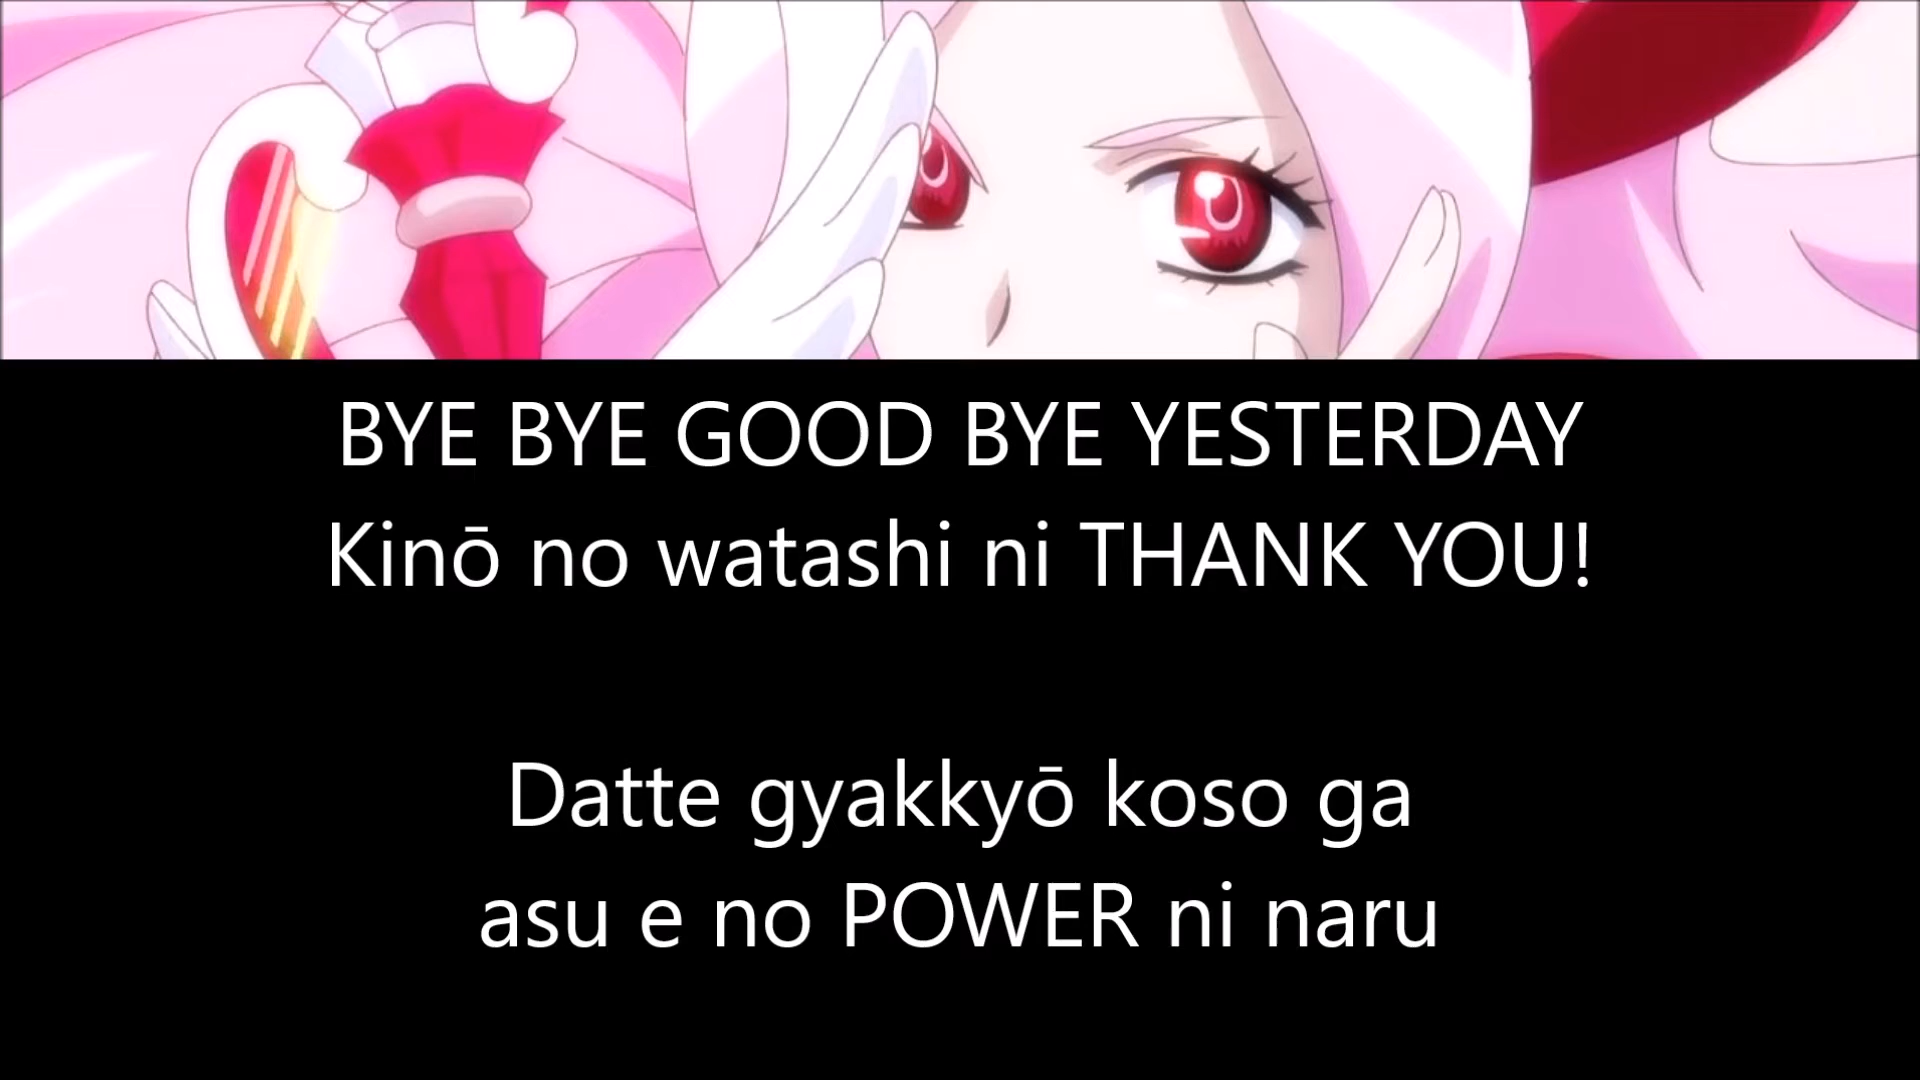 BYE BYE GOOD BYE YESTERDAY
Kinō no watashi ni THANK YOU!
Datte gyakkyō koso ga
asu e no POWER ni naru